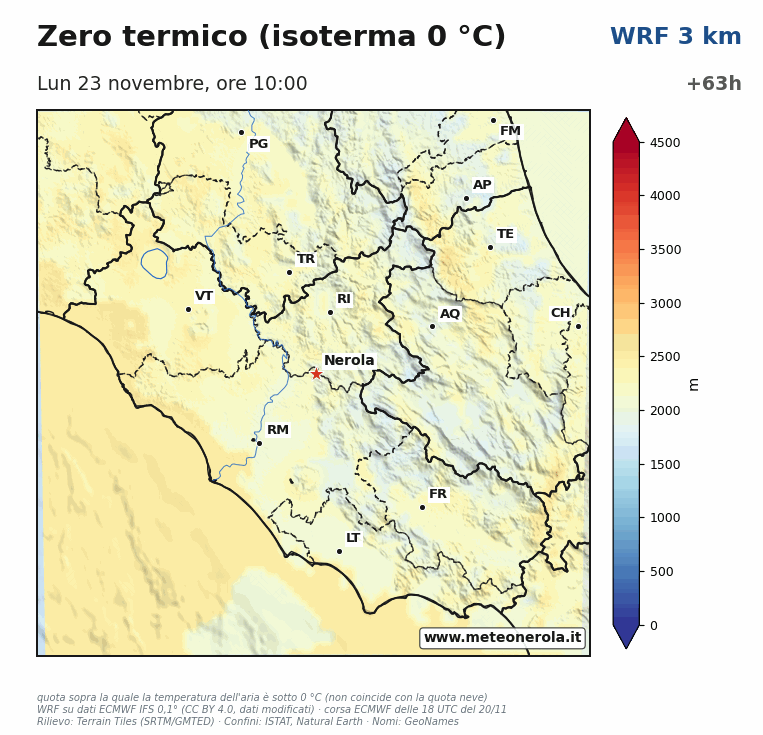 Zero termico (isoterma 0 °C)
WRF 3 km
Lun 23 novembre, ore 10:00
+63h
FM
PG
AP
TE
TR
VT
RI
AQ
CH
Nerola
RM
FR
LT
www.meteonerola.it
4500
4000
3500
3000
2500
2000
1500
1000
500
0
m
quota sopra la quale la temperatura dell'aria è sotto 0 °C (non coincide con la quota neve)
WRF su dati ECMWF IFS 0,1° (CC BY 4.0, dati modificati) · corsa ECMWF delle 18 UTC del 20/11
Rilievo: Terrain Tiles (SRTM/GMTED) · Confini: ISTAT, Natural Earth · Nomi: GeoNames